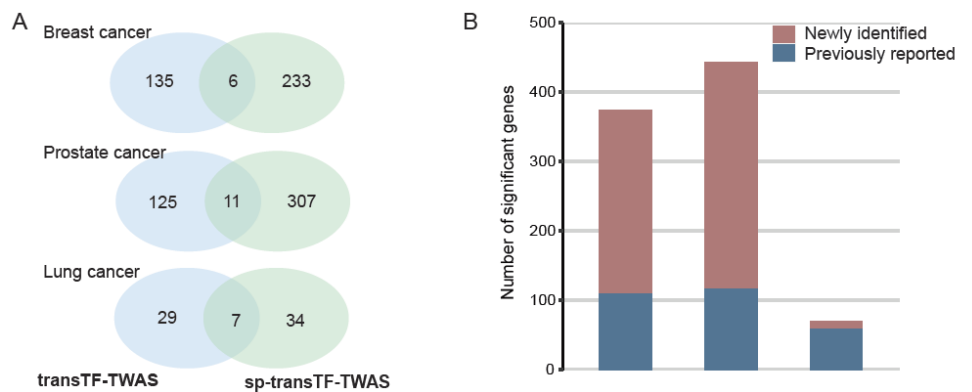 A
Breast cancer
135 6 233
Prostate cancer
125 11 307
Lung cancer
29 7 34
transTF-TWAS sp-transTF-TWAS
B
Number of significant genes
500
400
300
200
100
0
Newly identified
Previously reported